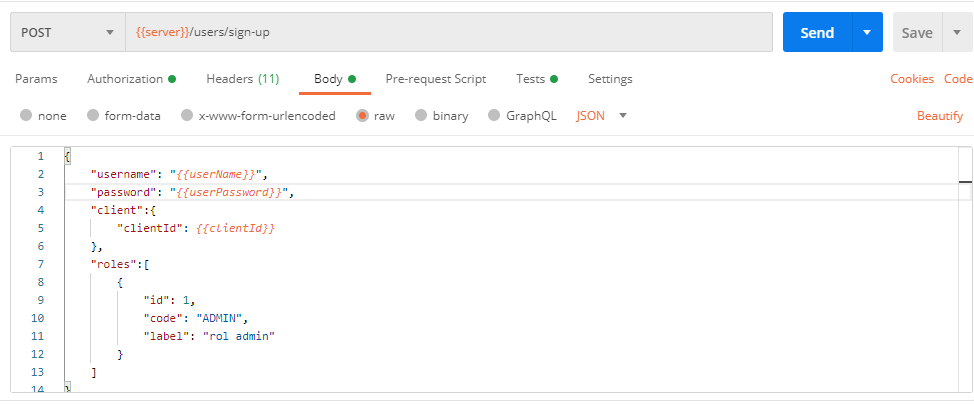 POST {{server}}/users/sign-up Send Save
Params Authorization Headers (11) Body Pre-request Script Tests Settings Cookies Code
none form-data x-www-form-urlencoded raw binary GraphQL JSON Beautify
1 {
2 "username": "{{userName}}",
3 "password": "{{userPassword}}",
4 "client":{
5 "clientId": {{clientId}}
6 },
7 "roles":[
8 {
9 "id": 1,
10 "code": "ADMIN",
11 "label": "rol admin"
12 }
13 ]
14 }